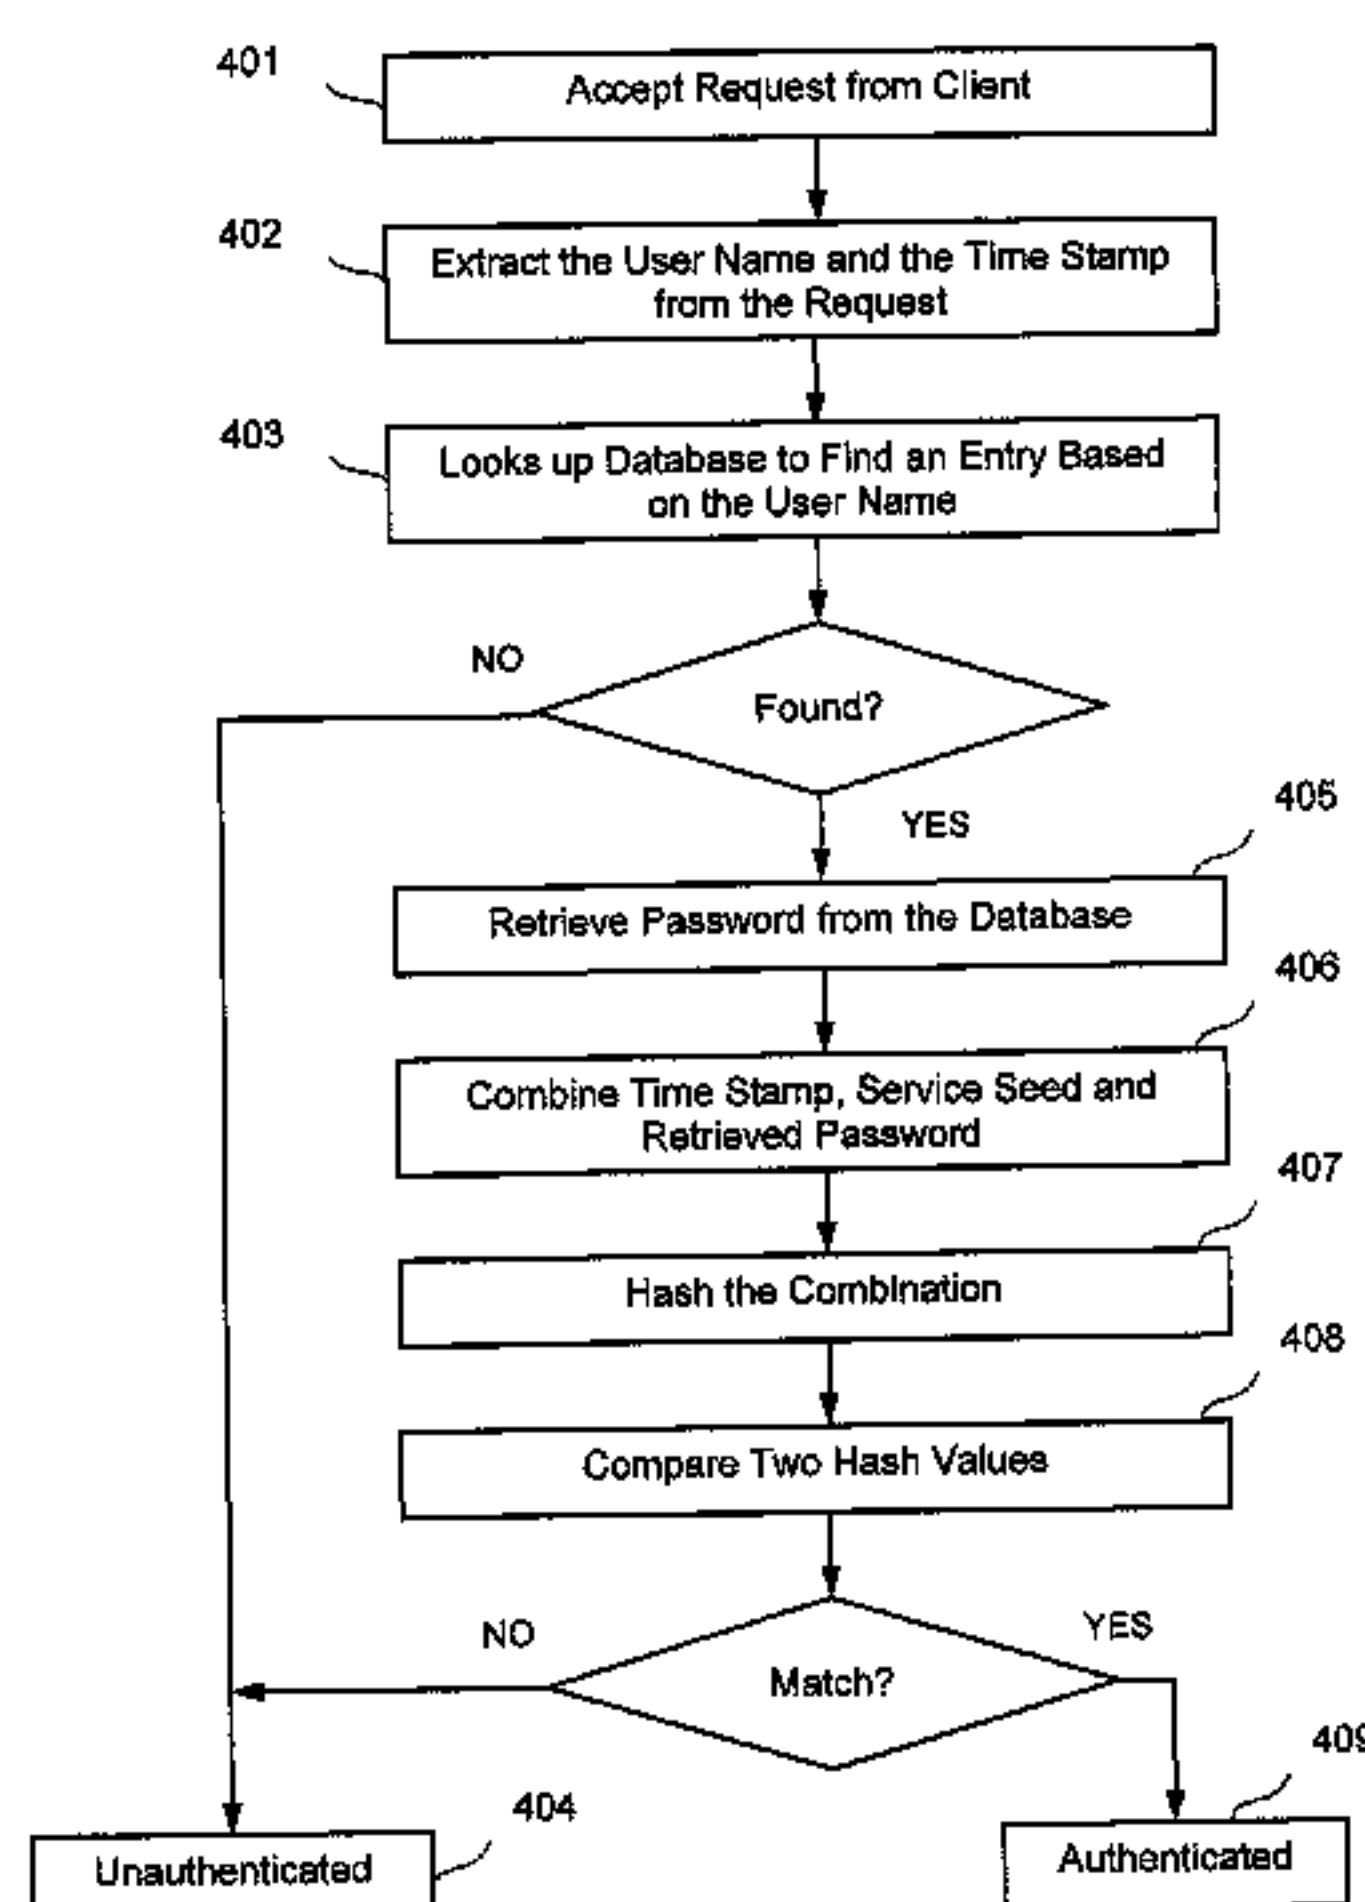 401
Accept Request from Client
402
Extract the User Name and the Time Stamp
from the Request
403
Looks up Database to Find an Entry Based
on the User Name
NO
Found?
YES
405
Retrieve Password from the Database
406
Combine Time Stamp, Service Seed and
Retrieved Password
407
Hash the Combination
408
Compare Two Hash Values
NO
YES
Match?
409
404
Unauthenticated
Authenticated